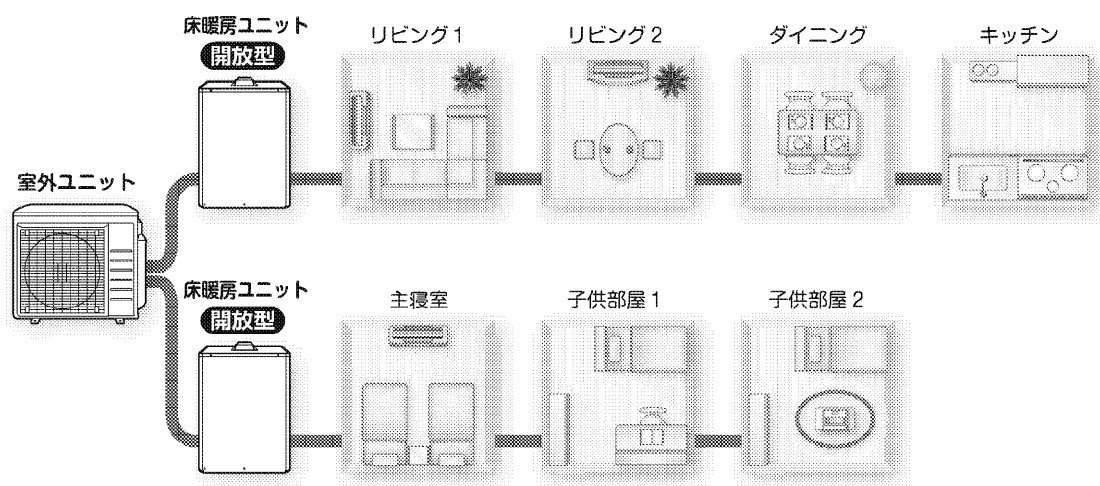 床暖房ユニット
開放型
リビング1
リビング2
ダイニング
キッチン
室外ユニット
床暖房ユニット
開放型
主寝室
子供部屋1
子供部屋2